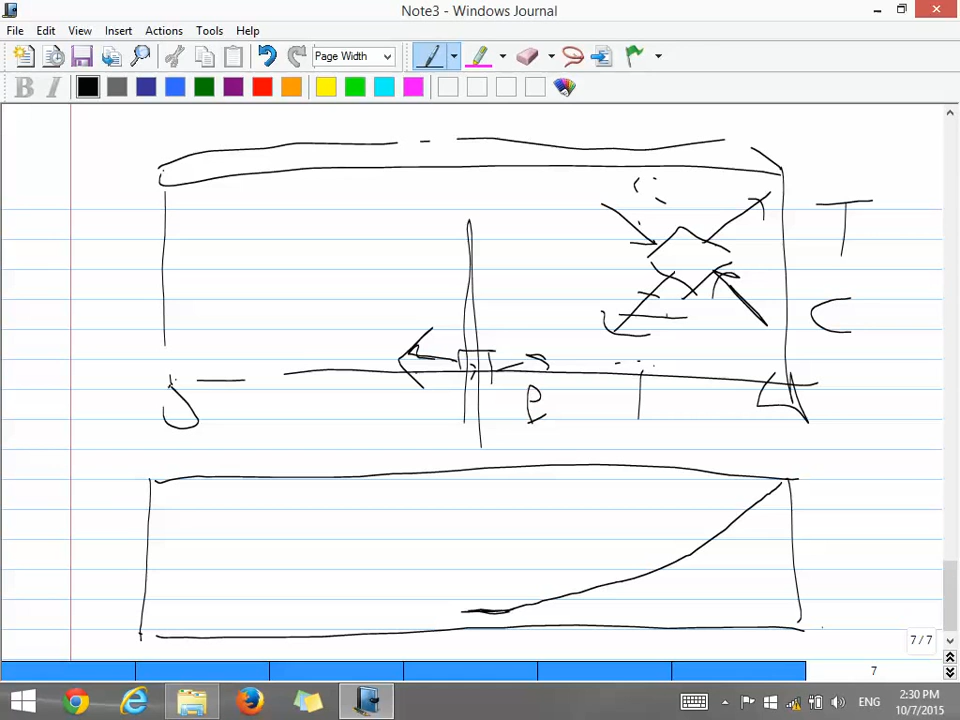 Note3 - Windows Journal
File Edit View Insert Actions Tools Help
Page Width
B I
T
C
P
7 / 7
7
ENG
2:30 PM
10/7/2015